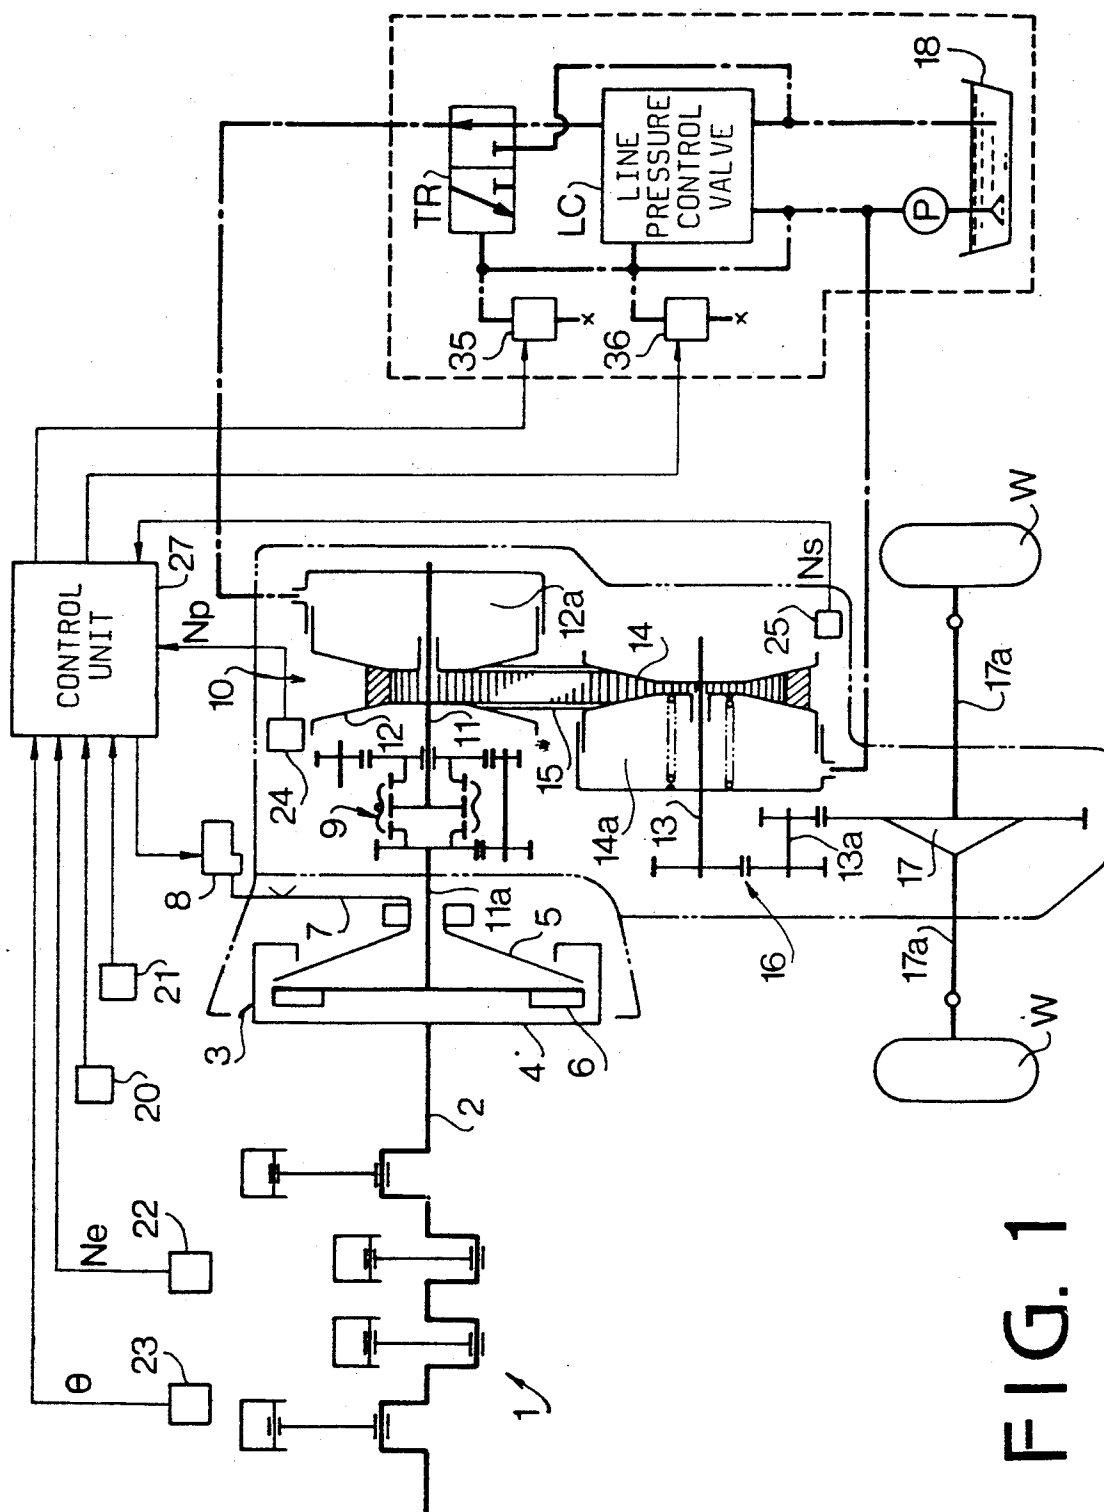 CONTROL
UNIT
27
Np
Ns
θ
23
Ne
22
20
21
8
7
3
4
6
5
11a
2
1
9
24
10
12
11
12a
15
14
14a
13
25
13a
16
17
17a
17a
W
W
TR
LC
LINE
PRESSURE
CONTROL
VALVE
35
36
P
18
FIG. 1